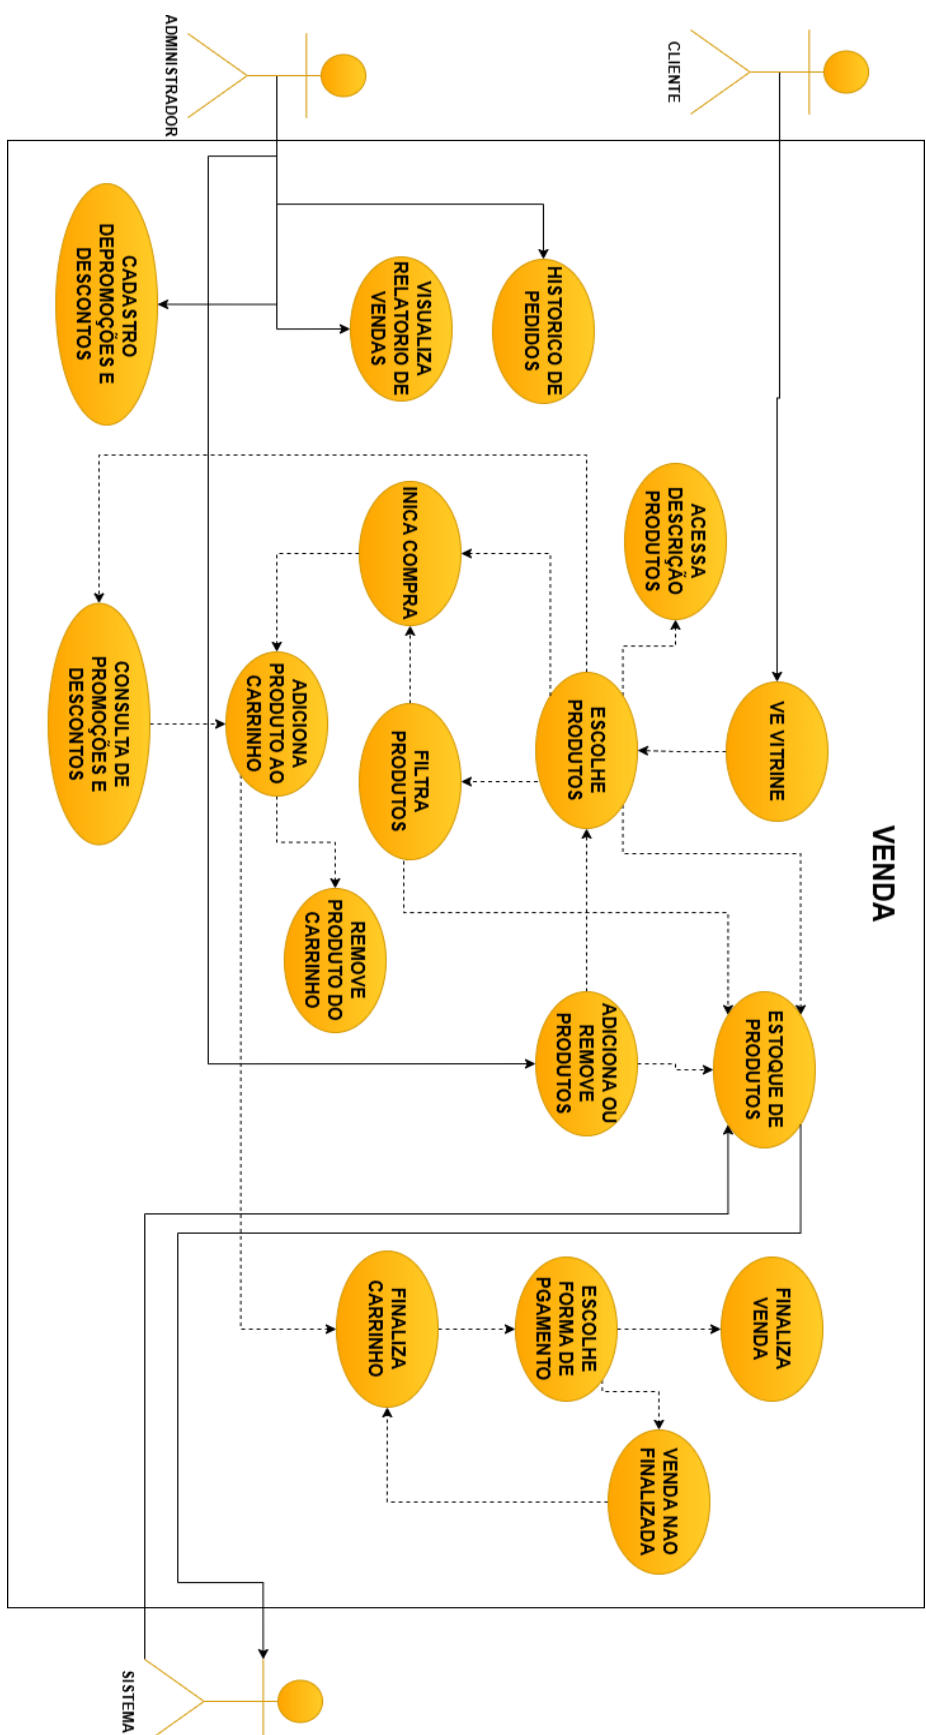 VENDA
CLIENTE
ADMINISTRADOR
SISTEMA
VE VITRINE
ACESSA
DESCRIÇÃO
PRODUTOS
HISTORICO DE
PEDIDOS
VISUALIZA
RELATORIO DE
VENDAS
CADASTRO
DEPROMOÇÕES E
DESCONTOS
ESCOLHE
PRODUTOS
INICA COMPRA
FILTRA
PRODUTOS
ADICIONA
PRODUTO AO
CARRINHO
CONSULTA DE
PROMOÇÕES E
DESCONTOS
REMOVE
PRODUTO DO
CARRINHO
ESTOQUE DE
PRODUTOS
ADICIONA OU
REMOVE
PRODUTOS
FINALIZA
VENDA
ESCOLHE
FORMA DE
PGAMENTO
FINALIZA
CARRINHO
VENDA NAO
FINALIZADA